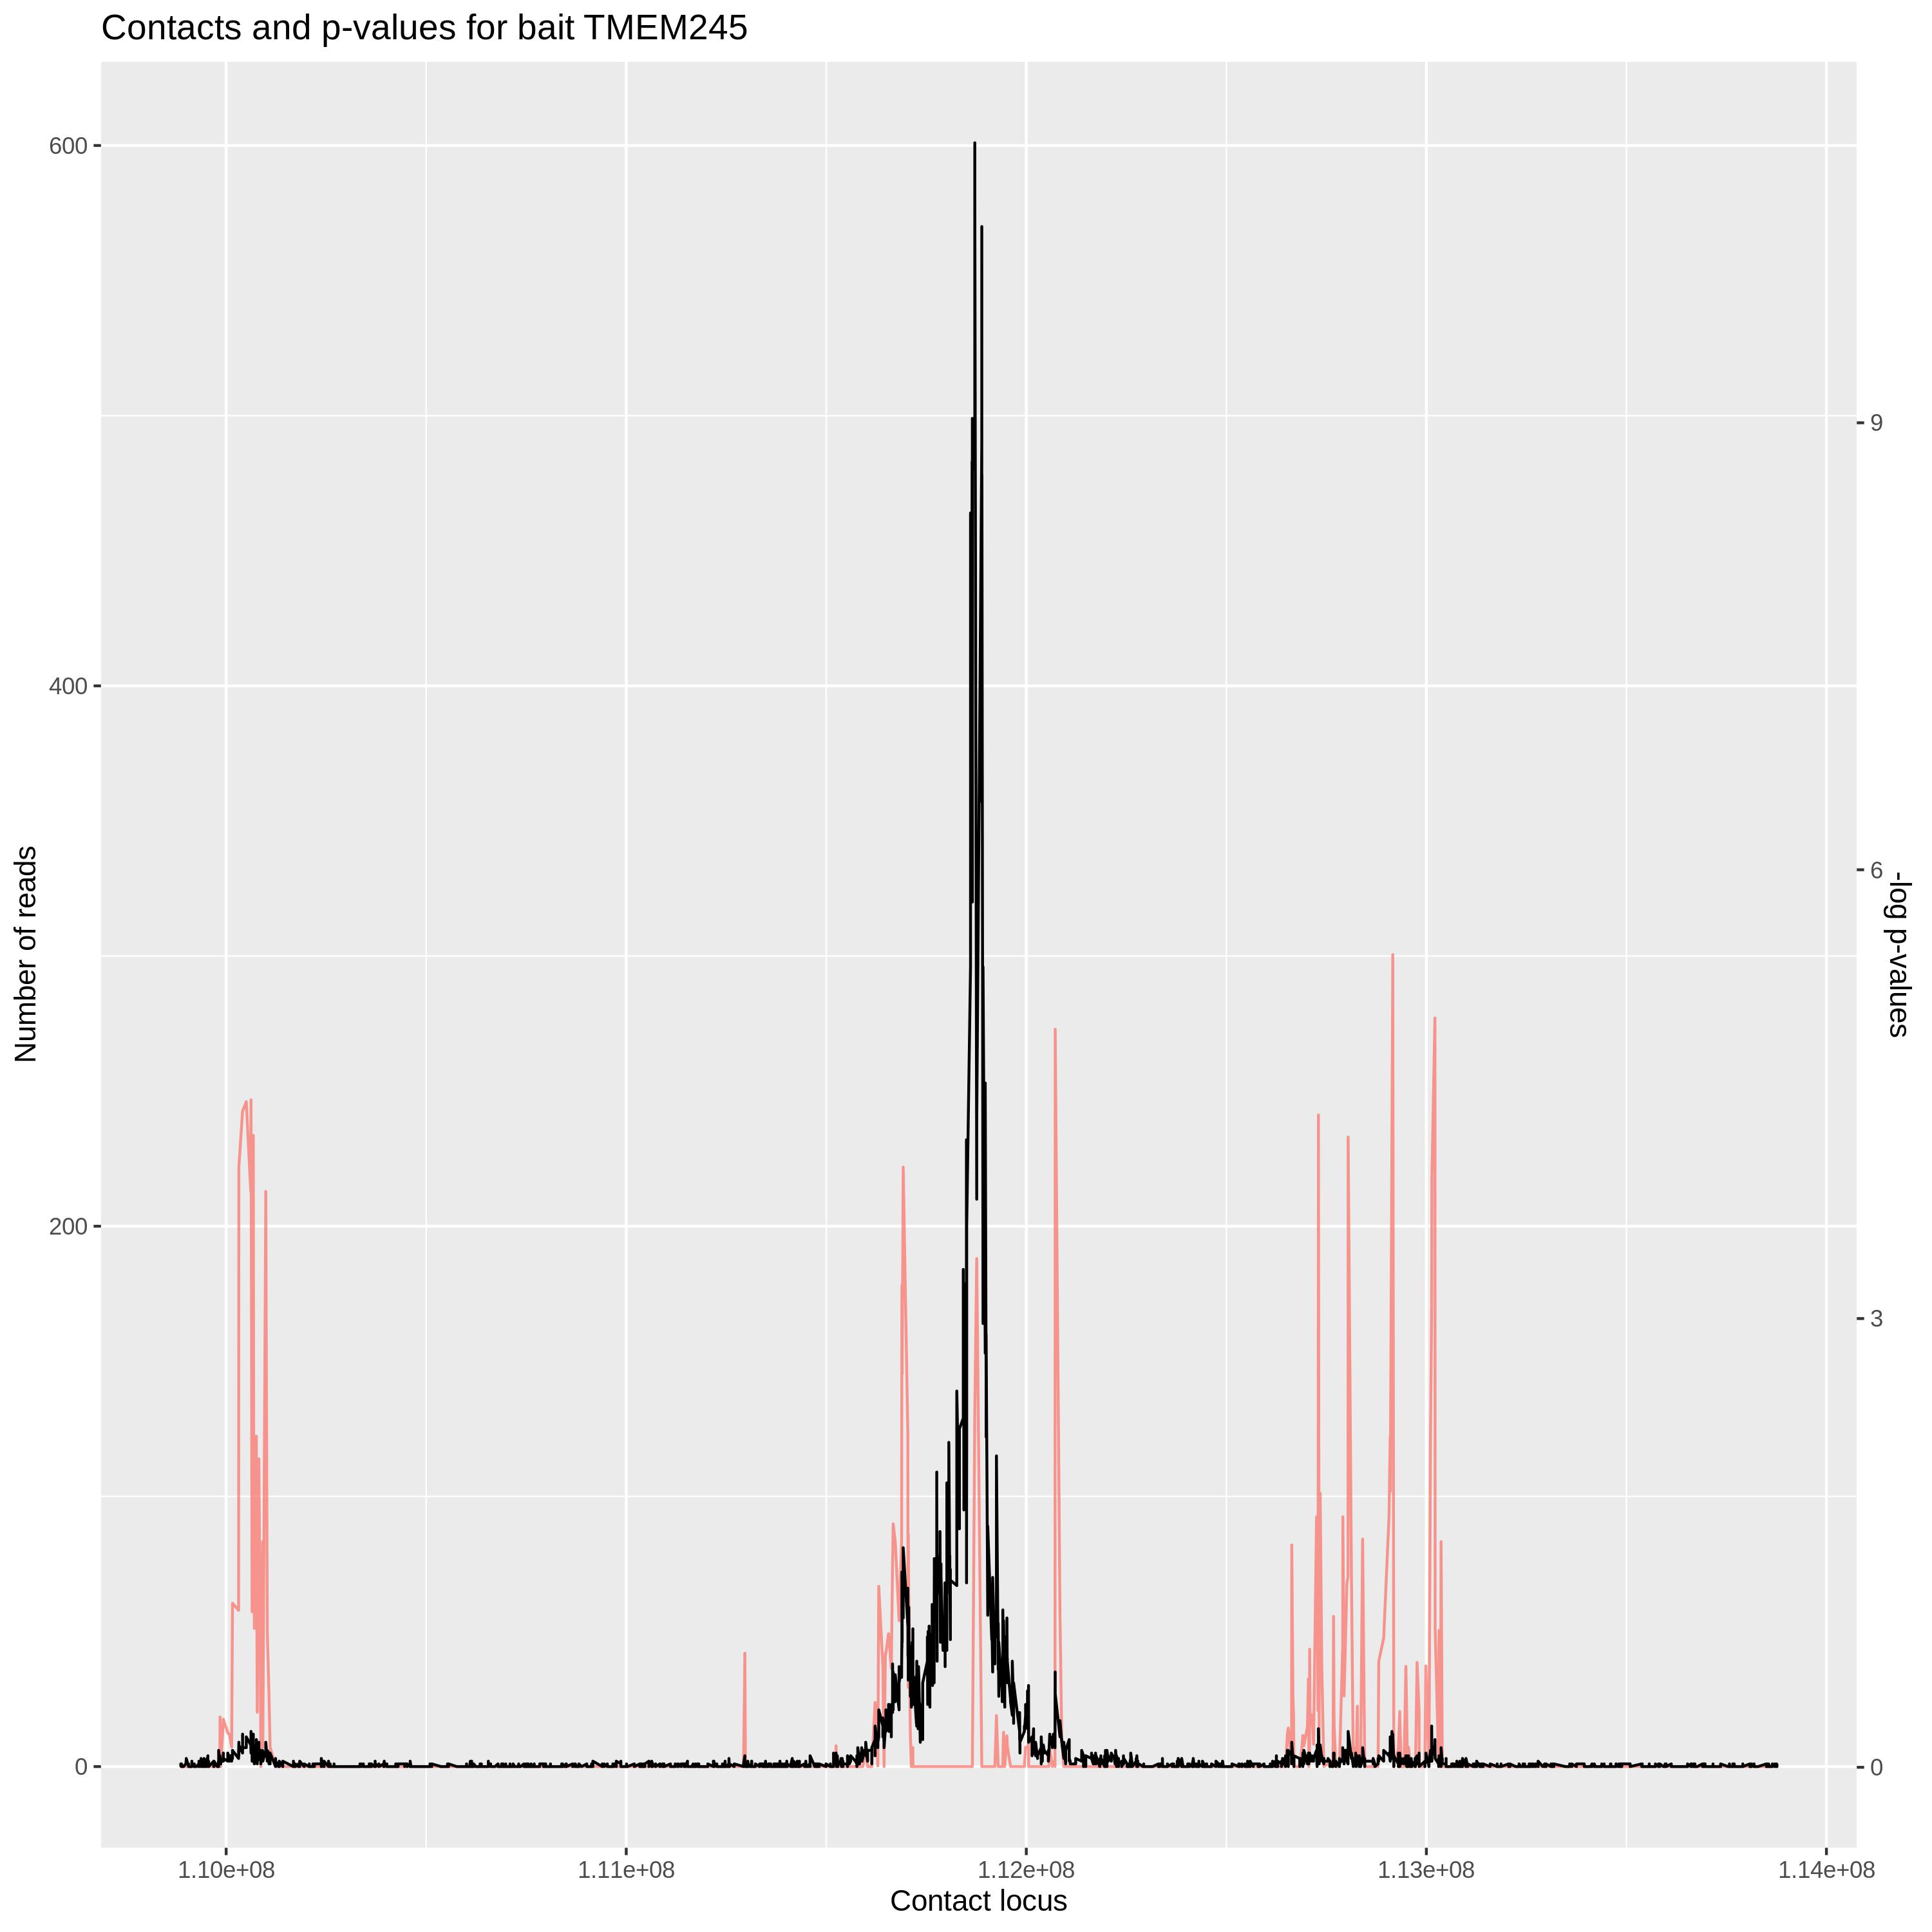 Contacts and p-values for bait TMEM245
600
400
200
0
Number of reads
9
6
3
0
-log p-values
1.10e+08
1.11e+08
1.12e+08
1.13e+08
1.14e+08
Contact locus